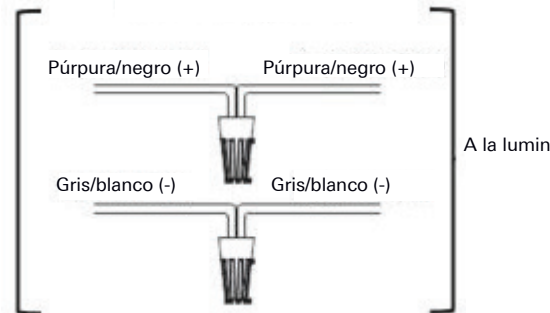 Púrpura/negro (+) Púrpura/negro (+)
A la lumin
Gris/blanco (-) Gris/blanco (-)